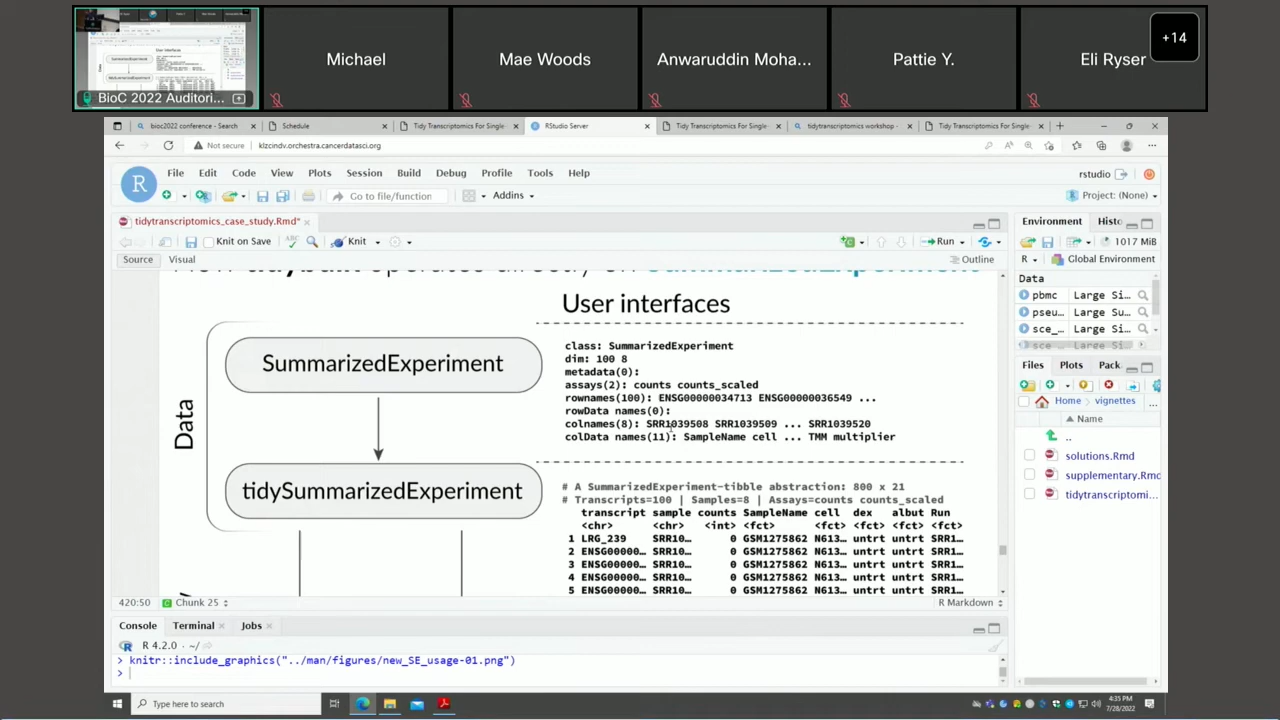 BioC 2022 Auditori...
Michael
Mae Woods
Anwaruddin Moha...
Pattie Y.
Eli Ryser
+14
bioc2022 conference - Search
Schedule
Tidy Transcriptomics For Single-
RStudio Server
Tidy Transcriptomics For Single-
tidytranscriptomics workshop -
Tidy Transcriptomics For Single-
Not secure | klzcindv.orchestra.cancerdatasci.org
File Edit Code View Plots Session Build Debug Profile Tools Help
rstudio
Go to file/function
Addins
Project: (None)
tidytranscriptomics_case_study.Rmd*
Knit on Save
ABC
Knit
Run
Source Visual
Outline
User interfaces
Data
SummarizedExperiment
tidySummarizedExperiment
class: SummarizedExperiment
dim: 100 8
metadata(0):
assays(2): counts counts_scaled
rownames(100): ENSG00000034713 ENSG00000036549 ...
rowData names(0):
colnames(8): SRR1039508 SRR1039509 ... SRR1039520
colData names(11): SampleName cell ... TMM multiplier
# A SummarizedExperiment-tibble abstraction: 800 x 21
# Transcripts=100 | Samples=8 | Assays=counts counts_scaled
transcript sample counts SampleName cell dex albut Run
<chr> <chr> <int> <fct> <fct> <fct> <fct> <fct>
1 LRG_239 SRR10… 0 GSM1275862 N613… untrt untrt SRR1…
2 ENSG00000… SRR10… 0 GSM1275862 N613… untrt untrt SRR1…
3 ENSG00000… SRR10… 0 GSM1275862 N613… untrt untrt SRR1…
4 ENSG00000… SRR10… 0 GSM1275862 N613… untrt untrt SRR1…
5 ENSG00000… SRR10… 0 GSM1275862 N613… untrt untrt SRR1…
420:50
Chunk 25
R Markdown
Console Terminal Jobs
R 4.2.0 · ~/
> knitr::include_graphics("../man/figures/new_SE_usage-01.png")
>
Environment Histo
1017 MiB
R Global Environment
Data
pbmc Large Si...
pseu... Large Su...
sce_... Large Si...
Files Plots Pack
Home vignettes
Name
..
solutions.Rmd
supplementary.Rmd
tidytranscriptomi...
Type here to search
4:35 PM
7/28/2022